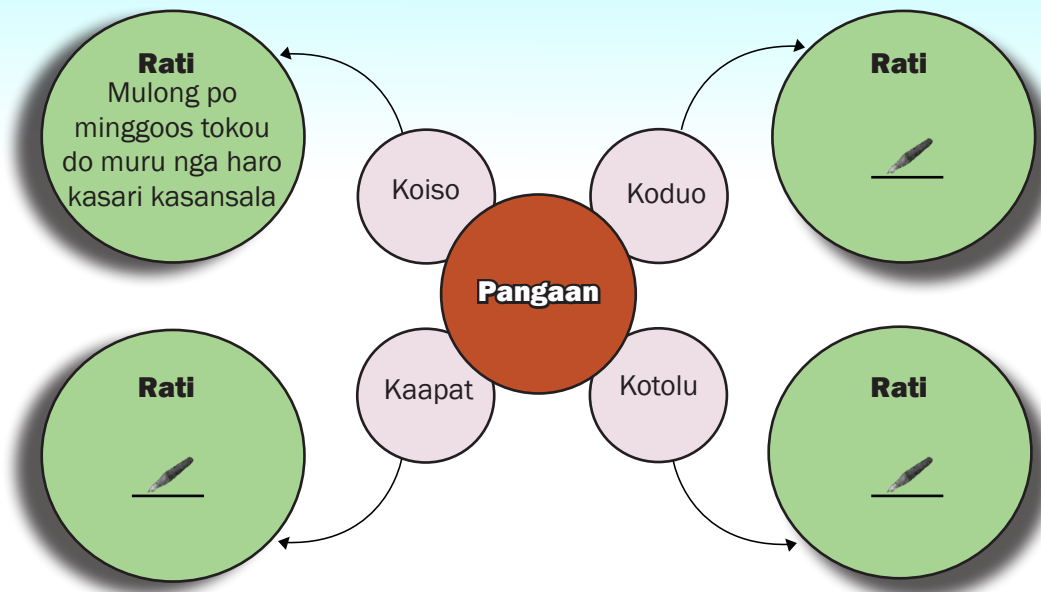 Rati
Mulong po
minggoos tokou
do muru nga haro
kasari kasansala
Koiso
Koduo
Rati
Pangaan
Kaapat
Rati
Kotolu
Rati